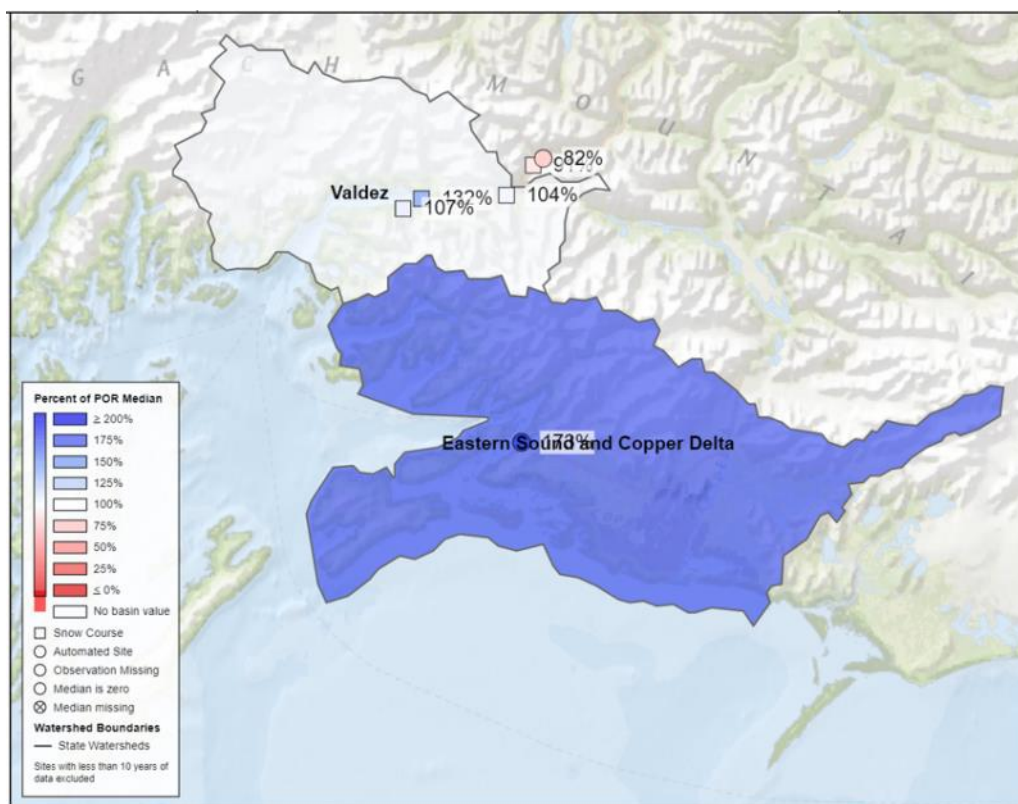 G A C H
M O U N T A I
82%
Valdez
132%
104%
107%
Eastern Sound and Copper Delta
173%
Percent of POR Median
≥ 200%
175%
150%
125%
100%
75%
50%
25%
≤ 0%
No basin value
Snow Course
Automated Site
Observation Missing
Median is zero
Median missing
Watershed Boundaries
State Watersheds
Sites with less than 10 years of
data excluded